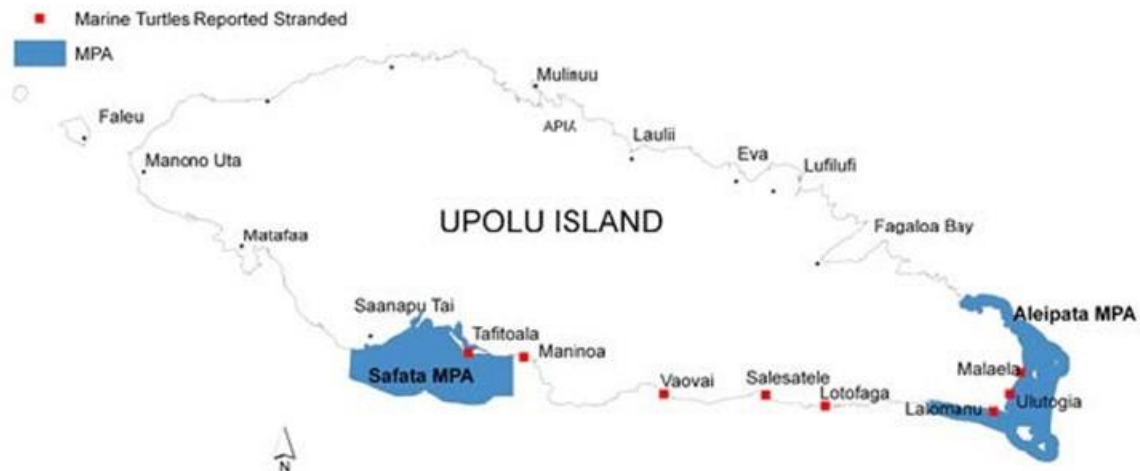 Marine Turtles Reported Stranded
MPA
Faleu
Mulinuu
APIA
Manono Uta
Laulii
Eva
Lufilufi
UPOLU ISLAND
Fagaloa Bay
Matafaa
Saanapu Tai
Aleipata MPA
Tafitoala
Maninoa
Safata MPA
Malaela
Vaovai
Salesatele
Lotofaga
Ulutogia
Lalomanu
N